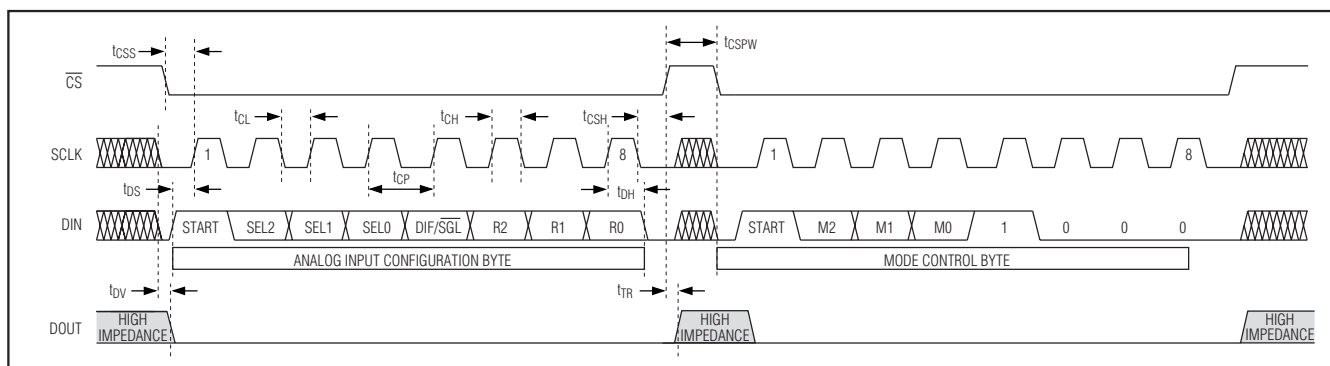 tCSS
tCSPW
CS
tCL
tCH
tCSH
SCLK
1
8
1
8
tCP
tDS
tDH
DIN
START
SEL2
SEL1
SEL0
DIF/SGL
R2
R1
R0
START
M2
M1
M0
1
0
0
0
ANALOG INPUT CONFIGURATION BYTE
MODE CONTROL BYTE
tDV
tTR
DOUT
HIGH
IMPEDANCE
HIGH
IMPEDANCE
HIGH
IMPEDANCE